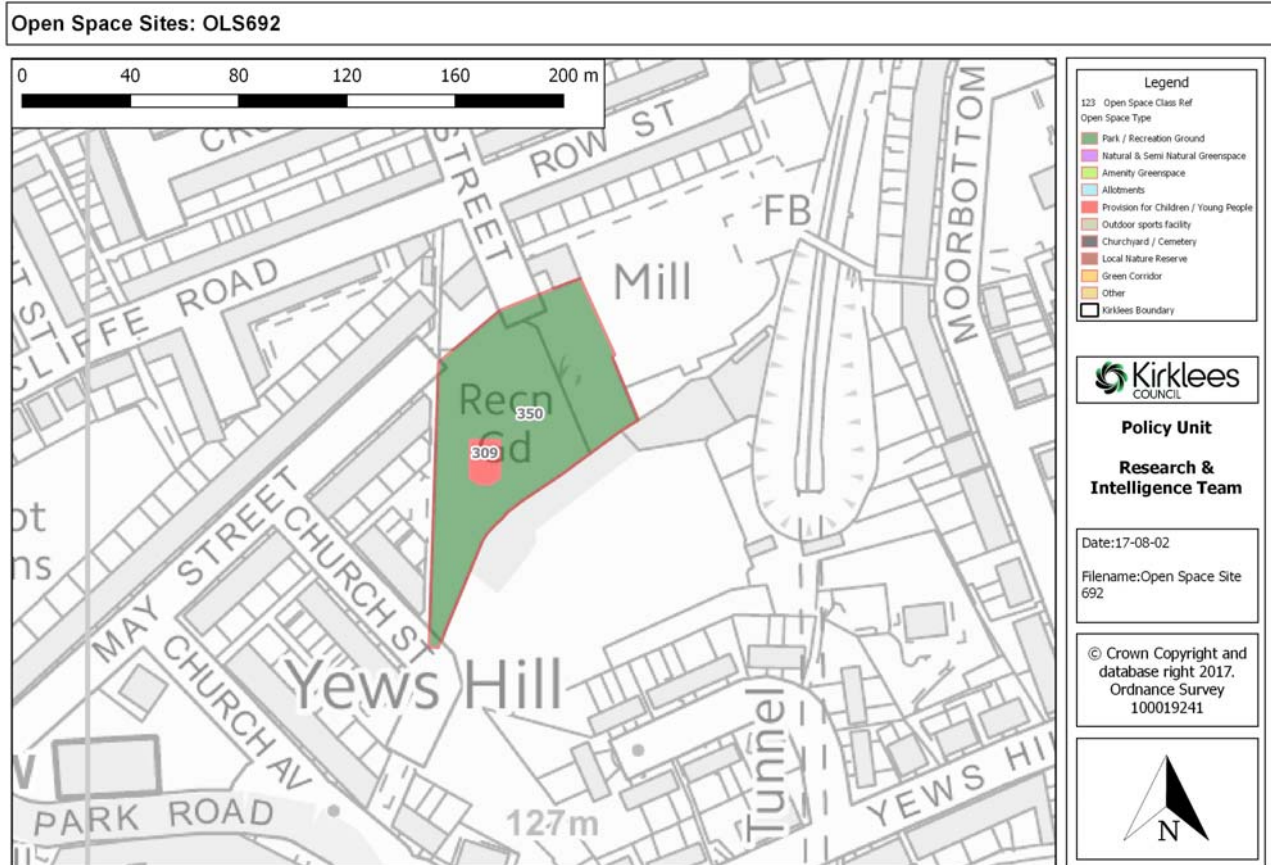 Open Space Sites: OLS692
0 40 80 120 160 200 m
STREET
ROW ST
MOORBOTTOM
FB
CLIFFE ROAD
Mill
Recn
Gd
350
309
MAY STREET
CHURCH ST
CHURCH AV
Yews Hill
Tunnel
YEWS HI
PARK ROAD
127m
Legend
123 Open Space Class Ref
Open Space Type
Park / Recreation Ground
Natural & Semi Natural Greenspace
Amenity Greenspace
Allotments
Provision for Children / Young People
Outdoor sports facility
Churchyard / Cemetery
Local Nature Reserve
Green Corridor
Other
Kirklees Boundary
Kirklees
COUNCIL
Policy Unit
Research &
Intelligence Team
Date:17-08-02
Filename:Open Space Site
692
© Crown Copyright and
database right 2017.
Ordnance Survey
100019241
N